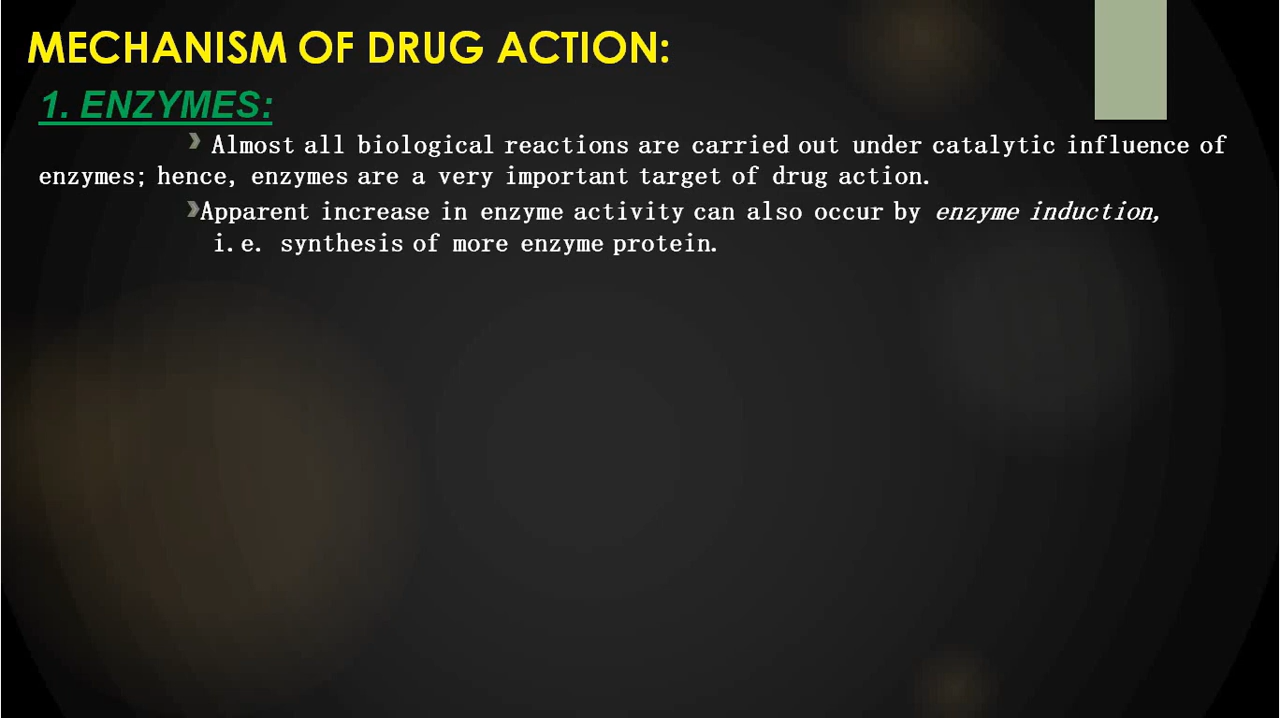 MECHANISM OF DRUG ACTION:
1. ENZYMES:
Almost all biological reactions are carried out under catalytic influence of
enzymes; hence, enzymes are a very important target of drug action.
Apparent increase in enzyme activity can also occur by enzyme induction,
i.e. synthesis of more enzyme protein.